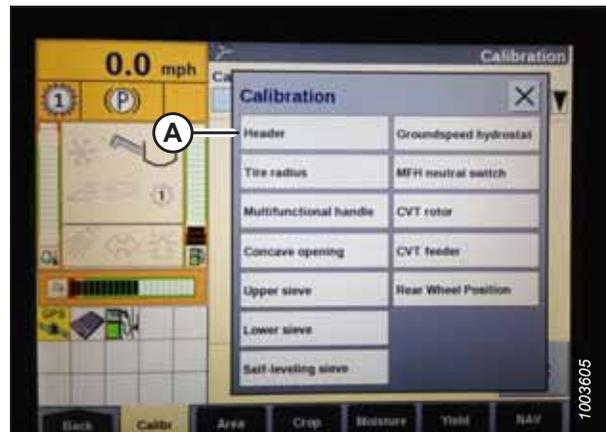 0.0 mph
Calibration
Ca
1
(P)
Calibration
A
Header
Groundspeed hydrostat
Tire radius
MFH neutral switch
1
Multifunctional handle
CVT rotor
Concave opening
CVT feeder
Upper sieve
Rear Wheel Position
GPS
Lower sieve
Self-leveling sieve
Back
Calibr
Area
Crop
Moisture
Yield
NAV
1003605